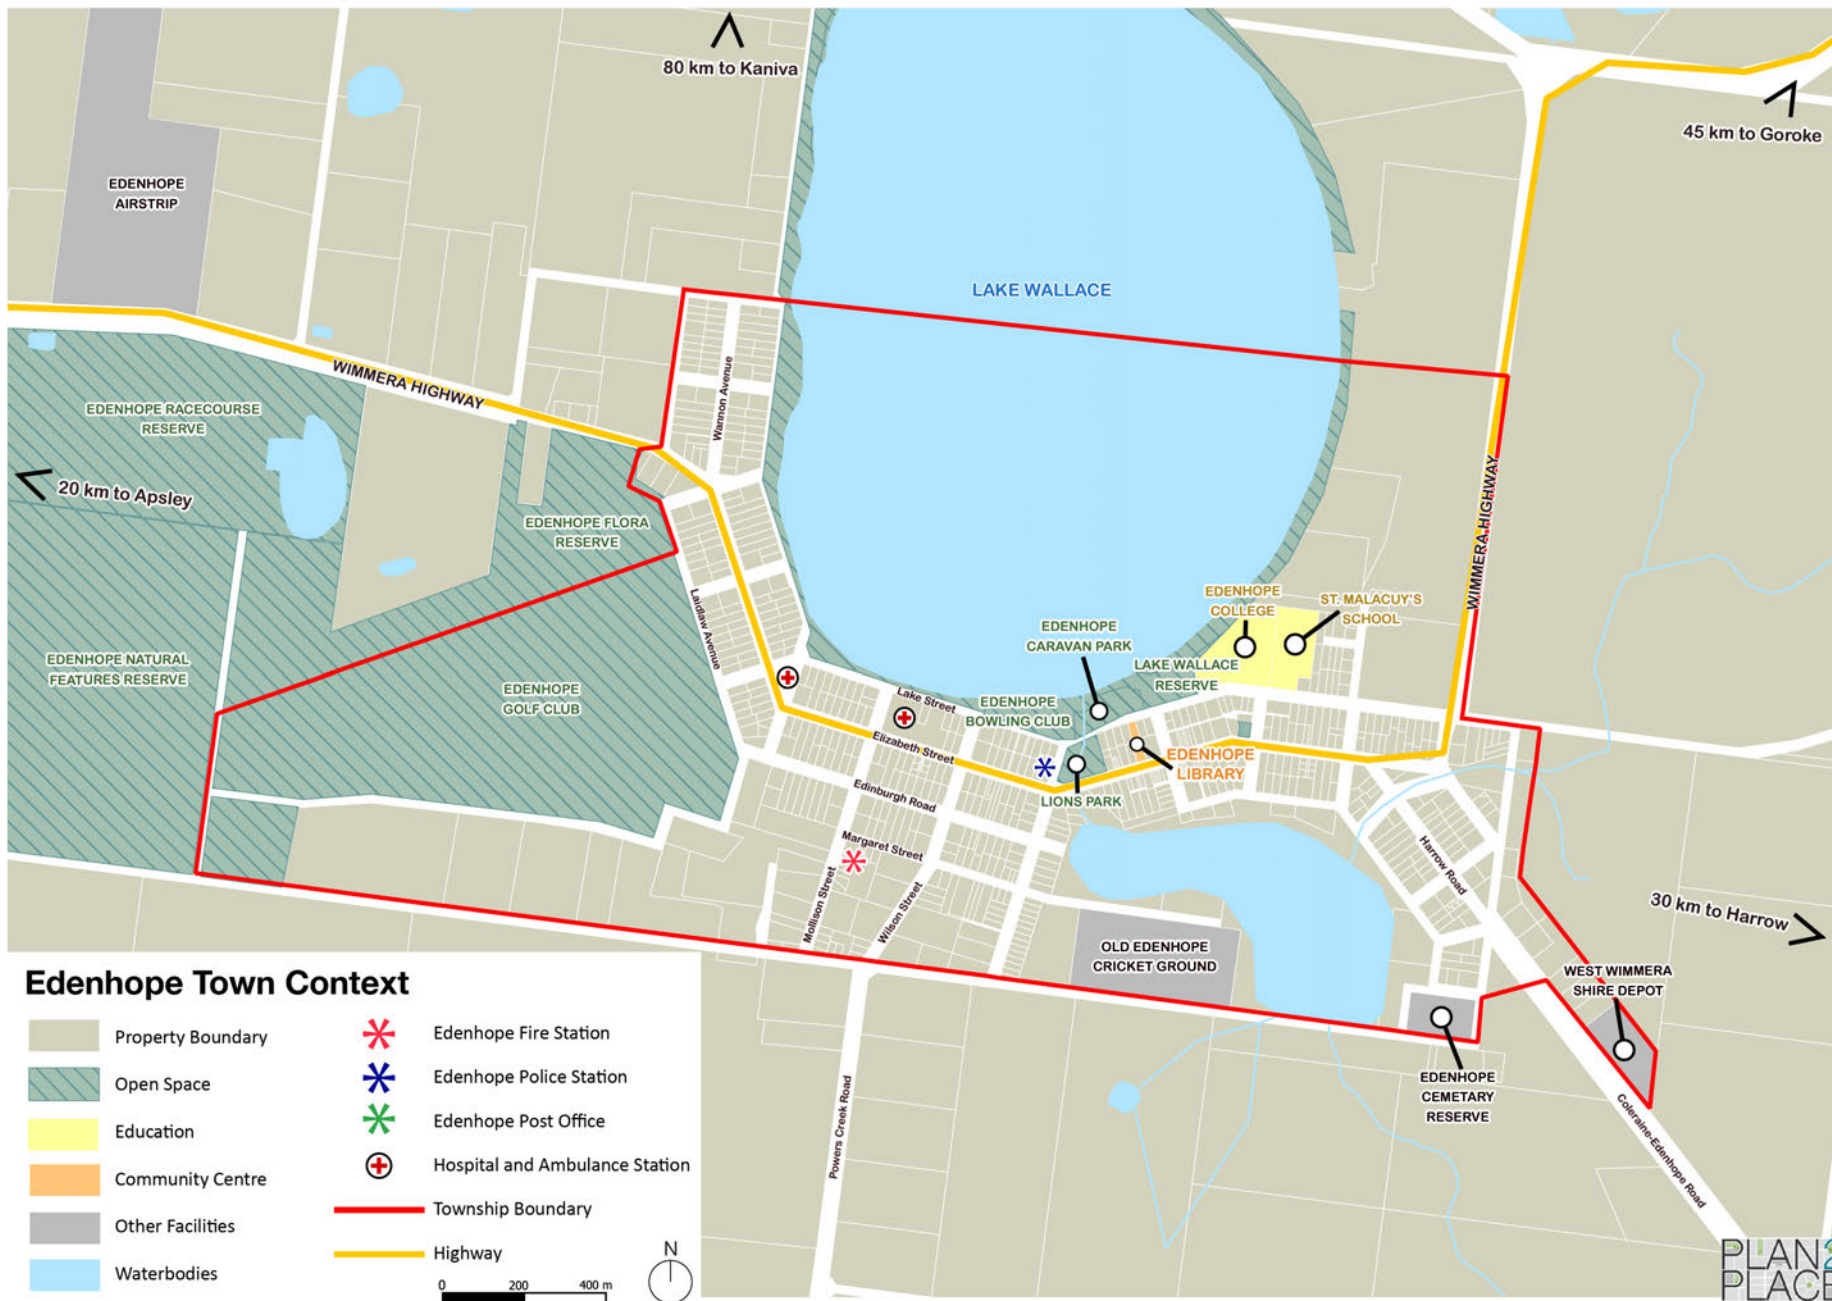 80 km to Kaniva
45 km to Goroke
EDENHOPE
AIRSTRIP
LAKE WALLACE
WIMMERA HIGHWAY
Wannon Avenue
EDENHOPE RACECOURSE
RESERVE
20 km to Apsley
EDENHOPE FLORA
RESERVE
WIMMERA HIGHWAY
EDENHOPE
COLLEGE
ST. MALACUY'S
SCHOOL
EDENHOPE
CARAVAN PARK
Laidlaw Avenue
EDENHOPE NATURAL
FEATURES RESERVE
LAKE WALLACE
RESERVE
EDENHOPE
GOLF CLUB
Lake Street
EDENHOPE
BOWLING CLUB
Elizabeth Street
EDENHOPE
LIBRARY
Edinburgh Road
LIONS PARK
Margaret Street
Harrow Road
Mollison Street
Wilson Street
30 km to Harrow
OLD EDENHOPE
CRICKET GROUND
WEST WIMMERA
SHIRE DEPOT
EDENHOPE
CEMETARY
RESERVE
Powers Creek Road
Coleraine-Edenhope Road
Edenhope Town Context
Property Boundary
Open Space
Education
Community Centre
Other Facilities
Waterbodies
Edenhope Fire Station
Edenhope Police Station
Edenhope Post Office
Hospital and Ambulance Station
Township Boundary
Highway
0 200 400 m
N
PLAN2
PLACE